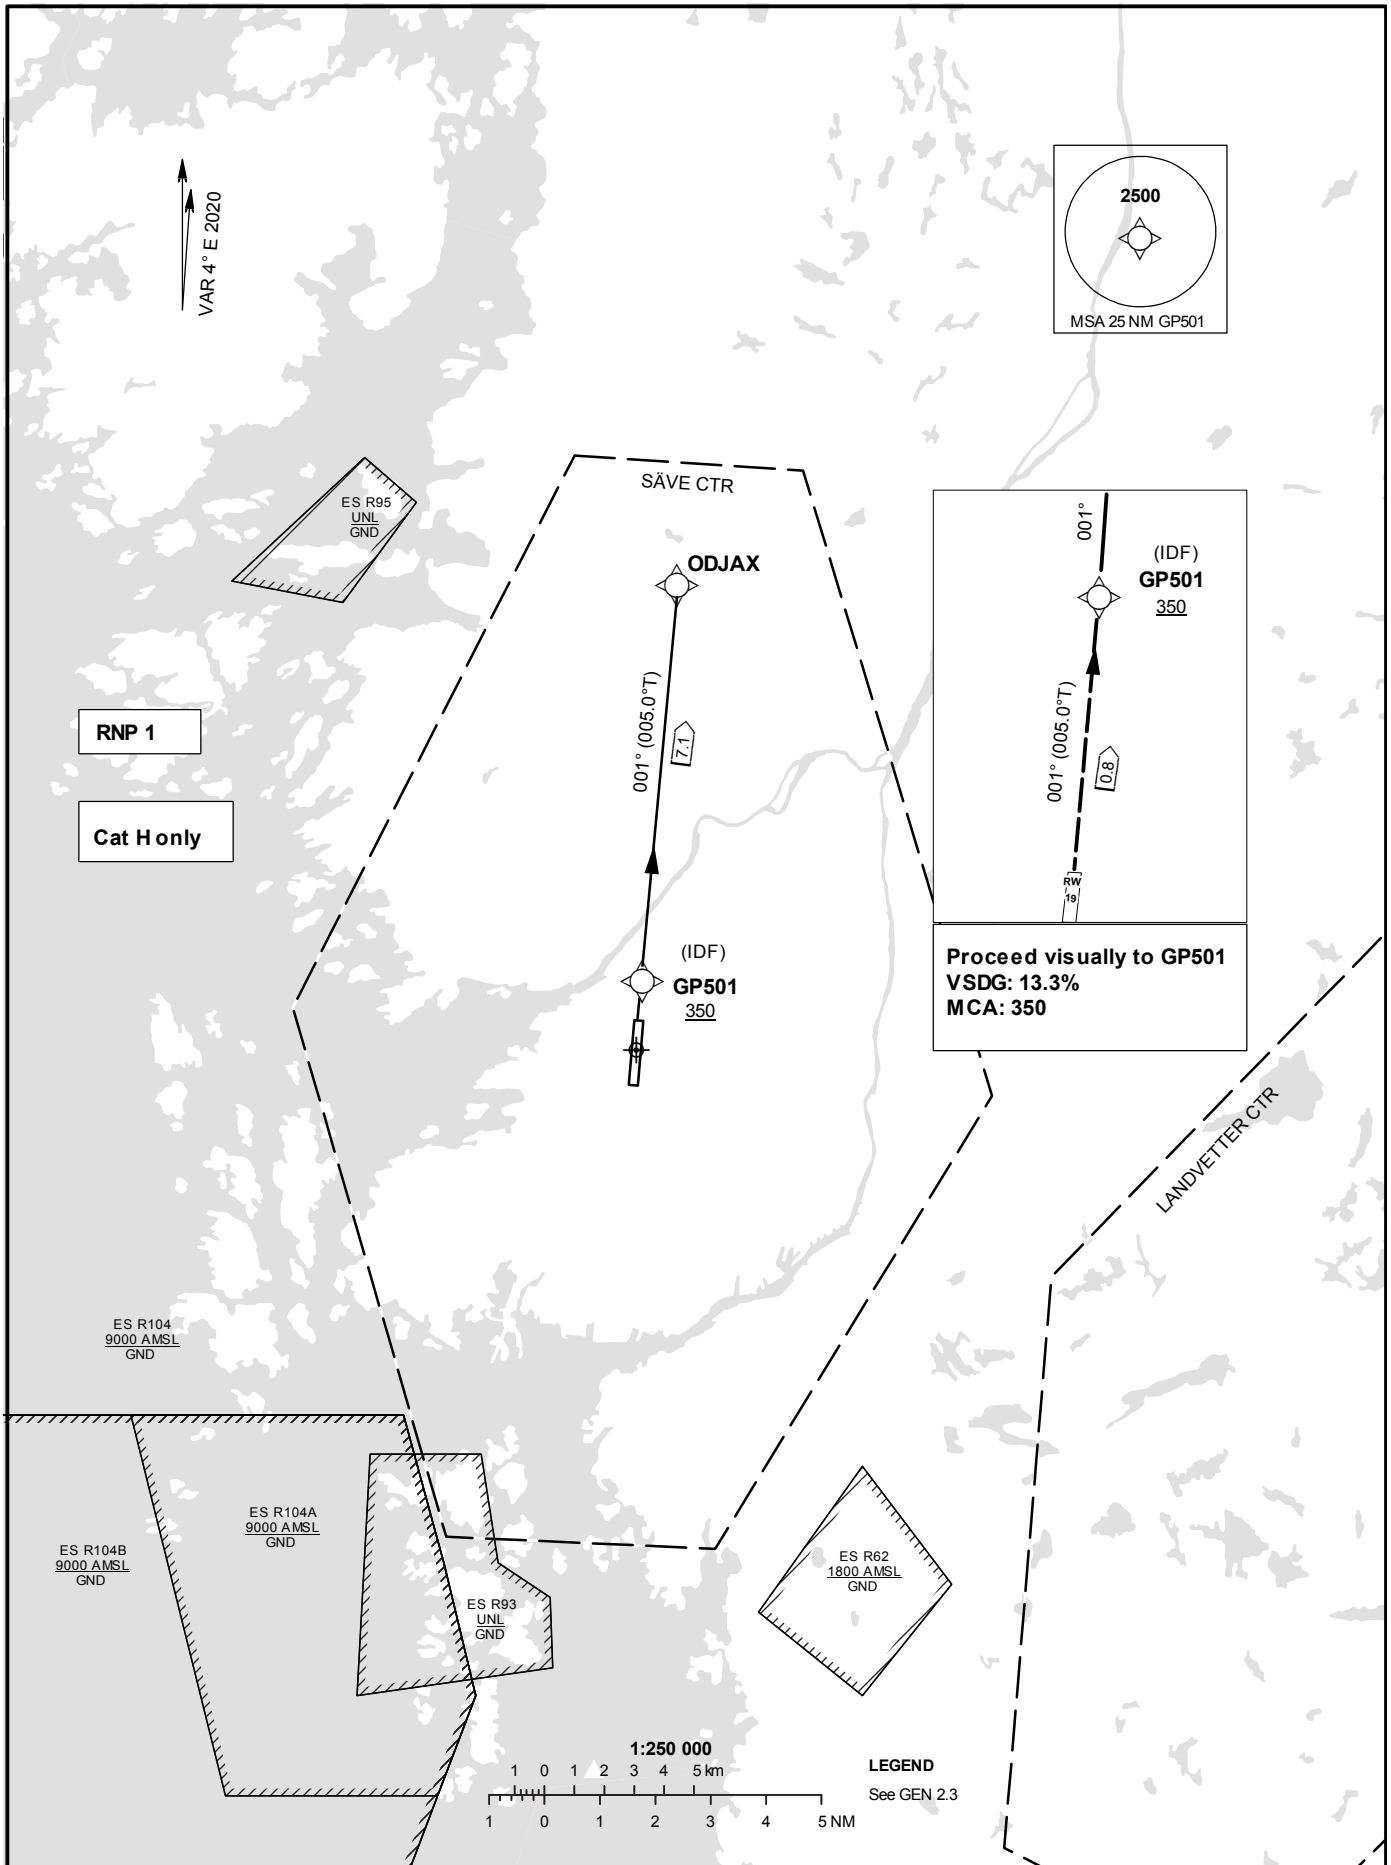 VAR 4° E 2020
2500
MSA 25 NM GP501
SÄVE CTR
ES R95
UNL
GND
ODJAX
001° (005.0°T)
7.1
001°
(IDF)
GP501
350
001° (005.0°T)
0.8
RW
19
RNP 1
Cat H only
(IDF)
GP501
350
Proceed visually to GP501
VSDG: 13.3%
MCA: 350
LANDVETTER CTR
ES R104
9000 AMSL
GND
ES R104A
9000 AMSL
GND
ES R104B
9000 AMSL
GND
ES R93
UNL
GND
ES R62
1800 AMSL
GND
1:250 000
1 0 1 2 3 4 5 km
1 0 1 2 3 4 5 NM
LEGEND
See GEN 2.3